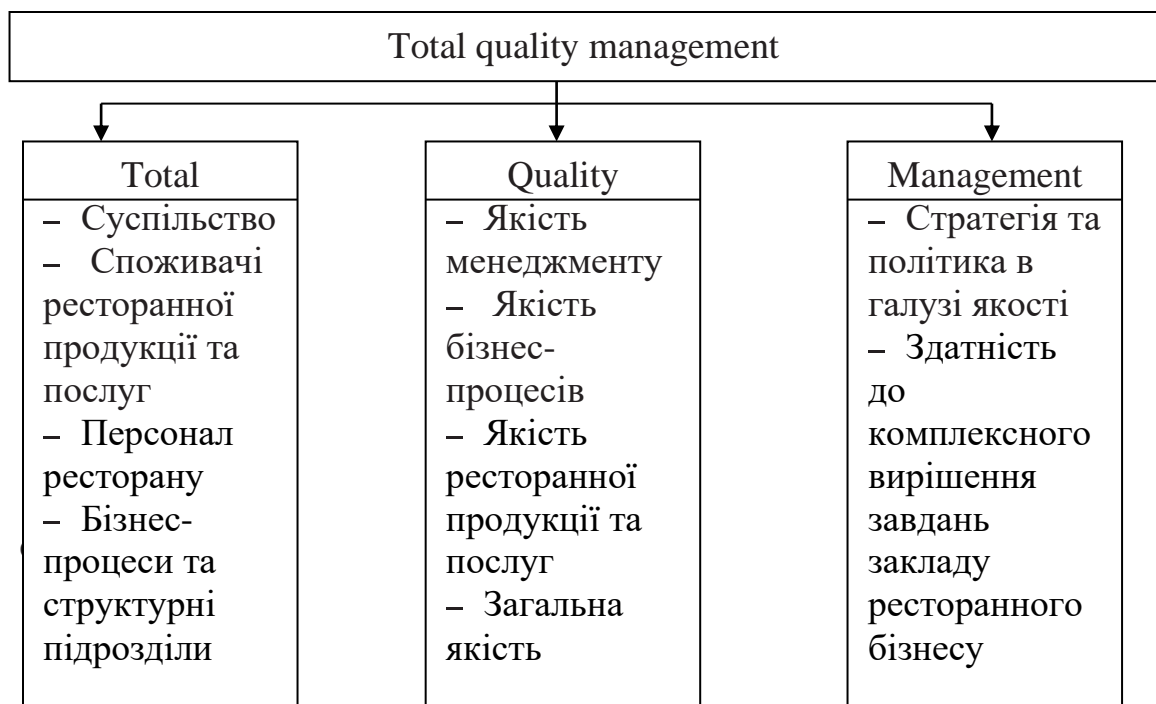 Total quality management
Total
– Суспільство
– Споживачі
ресторанної
продукції та
послуг
– Персонал
ресторану
– Бізнес-
процеси та
структурні
підрозділи
Quality
– Якість
менеджменту
– Якість
бізнес-
процесів
– Якість
ресторанної
продукції та
послуг
– Загальна
якість
Management
– Стратегія та
політика в
галузі якості
– Здатність
до
комплексного
вирішення
завдань
закладу
ресторанного
бізнесу